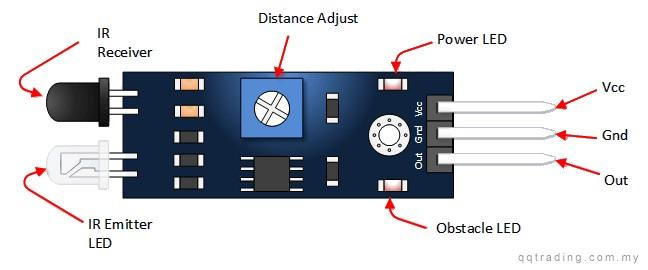 Distance Adjust
IR
Receiver
Power LED
Vcc
Vcc
Gnd
Gnd
Out
Out
IR Emitter
LED
Obstacle LED
qqtrading.com.my